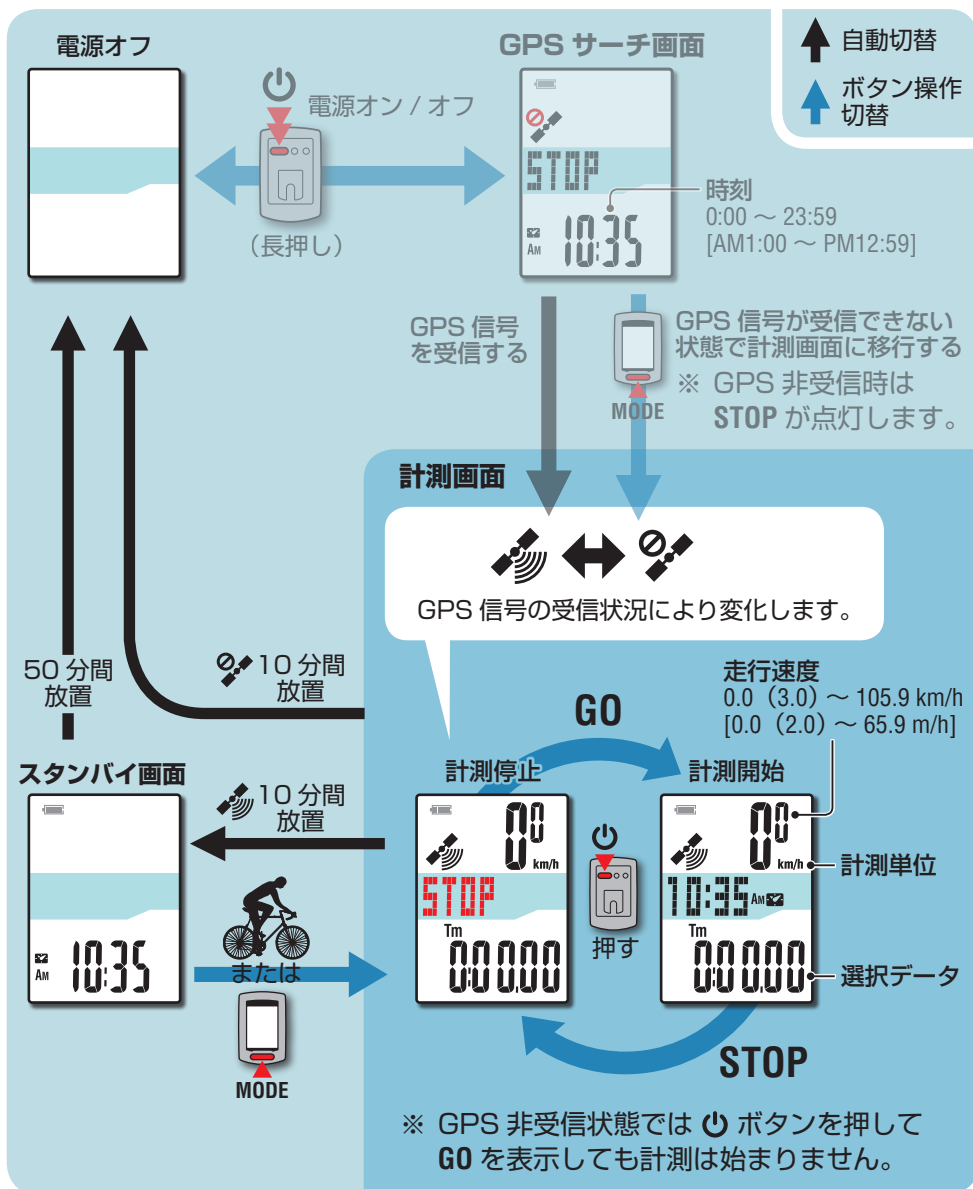 電源オフ
GPS サーチ画面
自動切替
ボタン操作
切替
電源オン / オフ
（長押し）
STOP
AM 10:35
時刻
0:00 ～ 23:59
[AM1:00 ～ PM12:59]
GPS 信号
を受信する
GPS 信号が受信できない
状態で計測画面に移行する
※ GPS 非受信時は
STOP が点灯します。
MODE
計測画面
GPS 信号の受信状況により変化します。
50 分間
放置
10 分間
放置
走行速度
0.0（3.0）～ 105.9 km/h
[0.0（2.0）～ 65.9 m/h]
GO
スタンバイ画面
10 分間
放置
計測停止
計測開始
0.0 km/h
STOP
Tm
0:00.00
押す
0.0 km/h
10:35 AM
Tm
0:00.00
計測単位
選択データ
AM 10:35
または
MODE
STOP
※ GPS 非受信状態では ボタンを押して
GO を表示しても計測は始まりません。